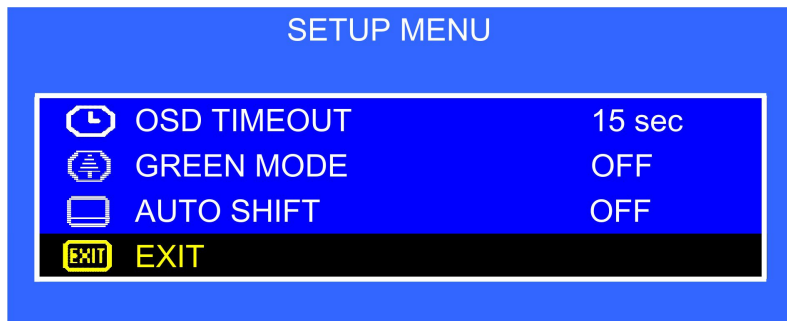 SETUP MENU
OSD TIMEOUT 15 sec
GREEN MODE OFF
AUTO SHIFT OFF
EXIT EXIT